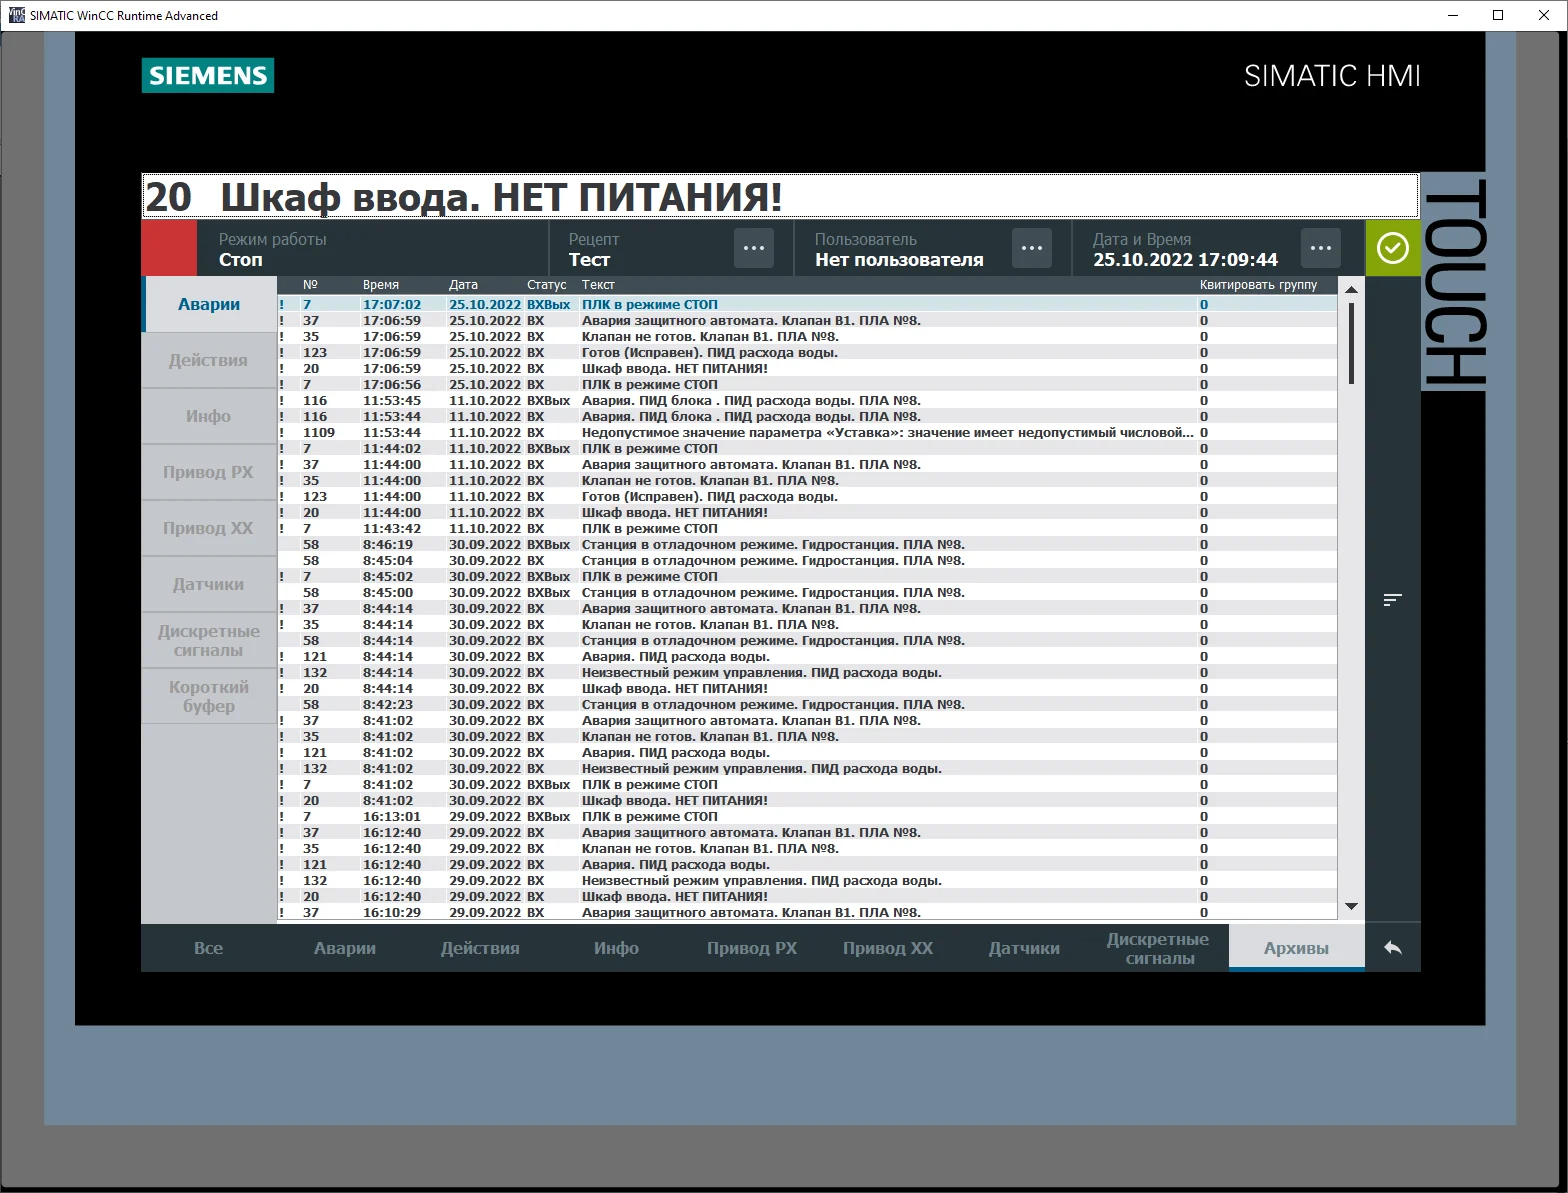 SIMATIC WinCC Runtime Advanced
SIEMENS
SIMATIC HMI
TOUCH
20 Шкаф ввода. НЕТ ПИТАНИЯ!
Режим работы Рецепт Пользователь Дата и Время
Стоп Тест Нет пользователя 25.10.2022 17:09:44
№ Время Дата Статус Текст Квитировать группу
! 7 17:07:02 25.10.2022 ВХВых ПЛК в режиме СТОП 0
! 37 17:06:59 25.10.2022 ВХ Авария защитного автомата. Клапан В1. ПЛА №8. 0
! 35 17:06:59 25.10.2022 ВХ Клапан не готов. Клапан В1. ПЛА №8. 0
! 123 17:06:59 25.10.2022 ВХ Готов (Исправен). ПИД расхода воды. 0
! 20 17:06:59 25.10.2022 ВХ Шкаф ввода. НЕТ ПИТАНИЯ! 0
! 7 17:06:56 25.10.2022 ВХ ПЛК в режиме СТОП 0
! 116 11:53:45 11.10.2022 ВХВых Авария. ПИД блока . ПИД расхода воды. ПЛА №8. 0
! 116 11:53:44 11.10.2022 ВХ Авария. ПИД блока . ПИД расхода воды. ПЛА №8. 0
! 1109 11:53:44 11.10.2022 ВХ Недопустимое значение параметра «Уставка»: значение имеет недопустимый числовой... 0
! 7 11:44:02 11.10.2022 ВХВых ПЛК в режиме СТОП 0
! 37 11:44:00 11.10.2022 ВХ Авария защитного автомата. Клапан В1. ПЛА №8. 0
! 35 11:44:00 11.10.2022 ВХ Клапан не готов. Клапан В1. ПЛА №8. 0
! 123 11:44:00 11.10.2022 ВХ Готов (Исправен). ПИД расхода воды. 0
! 20 11:44:00 11.10.2022 ВХ Шкаф ввода. НЕТ ПИТАНИЯ! 0
! 7 11:43:42 11.10.2022 ВХ ПЛК в режиме СТОП 0
58 8:46:19 30.09.2022 ВХВых Станция в отладочном режиме. Гидростанция. ПЛА №8. 0
58 8:45:04 30.09.2022 ВХ Станция в отладочном режиме. Гидростанция. ПЛА №8. 0
! 7 8:45:02 30.09.2022 ВХВых ПЛК в режиме СТОП 0
58 8:45:00 30.09.2022 ВХВых Станция в отладочном режиме. Гидростанция. ПЛА №8. 0
! 37 8:44:14 30.09.2022 ВХ Авария защитного автомата. Клапан В1. ПЛА №8. 0
! 35 8:44:14 30.09.2022 ВХ Клапан не готов. Клапан В1. ПЛА №8. 0
58 8:44:14 30.09.2022 ВХ Станция в отладочном режиме. Гидростанция. ПЛА №8. 0
! 121 8:44:14 30.09.2022 ВХ Авария. ПИД расхода воды. 0
! 132 8:44:14 30.09.2022 ВХ Неизвестный режим управления. ПИД расхода воды. 0
! 20 8:44:14 30.09.2022 ВХ Шкаф ввода. НЕТ ПИТАНИЯ! 0
58 8:42:23 30.09.2022 ВХ Станция в отладочном режиме. Гидростанция. ПЛА №8. 0
! 37 8:41:02 30.09.2022 ВХ Авария защитного автомата. Клапан В1. ПЛА №8. 0
! 35 8:41:02 30.09.2022 ВХ Клапан не готов. Клапан В1. ПЛА №8. 0
! 121 8:41:02 30.09.2022 ВХ Авария. ПИД расхода воды. 0
! 132 8:41:02 30.09.2022 ВХ Неизвестный режим управления. ПИД расхода воды. 0
! 7 8:41:02 30.09.2022 ВХВых ПЛК в режиме СТОП 0
! 20 8:41:02 30.09.2022 ВХ Шкаф ввода. НЕТ ПИТАНИЯ! 0
! 7 16:13:01 29.09.2022 ВХВых ПЛК в режиме СТОП 0
! 37 16:12:40 29.09.2022 ВХ Авария защитного автомата. Клапан В1. ПЛА №8. 0
! 35 16:12:40 29.09.2022 ВХ Клапан не готов. Клапан В1. ПЛА №8. 0
! 121 16:12:40 29.09.2022 ВХ Авария. ПИД расхода воды. 0
! 132 16:12:40 29.09.2022 ВХ Неизвестный режим управления. ПИД расхода воды. 0
! 20 16:12:40 29.09.2022 ВХ Шкаф ввода. НЕТ ПИТАНИЯ! 0
! 37 16:10:29 29.09.2022 ВХ Авария защитного автомата. Клапан В1. ПЛА №8. 0
Аварии
Действия
Инфо
Привод РХ
Привод ХХ
Датчики
Дискретные
сигналы
Короткий
буфер
Все Аварии Действия Инфо Привод РХ Привод ХХ Датчики Дискретные сигналы Архивы